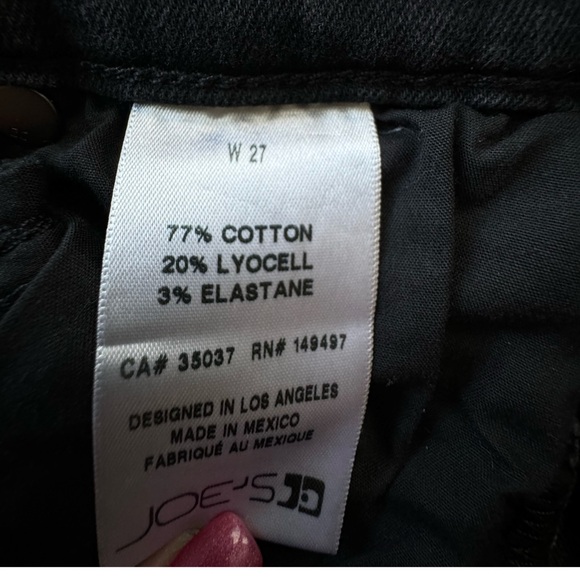 W 27
77% COTTON
20% LYOCELL
3% ELASTANE
CA# 35037 RN# 149497
DESIGNED IN LOS ANGELES
MADE IN MEXICO
FABRIQUÉ AU MEXIQUE
JOE'S